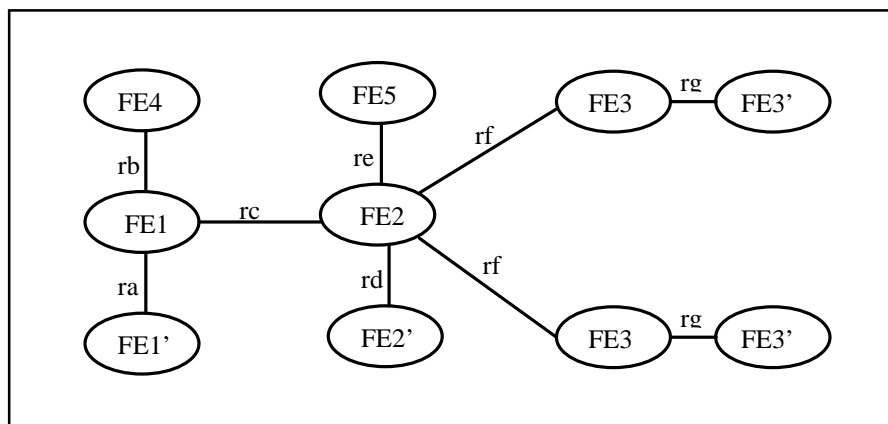 FE4
FE5
FE3
rg
FE3’
rf
rb
re
FE1
rc
FE2
ra
rd
rf
FE1’
FE2’
FE3
rg
FE3’